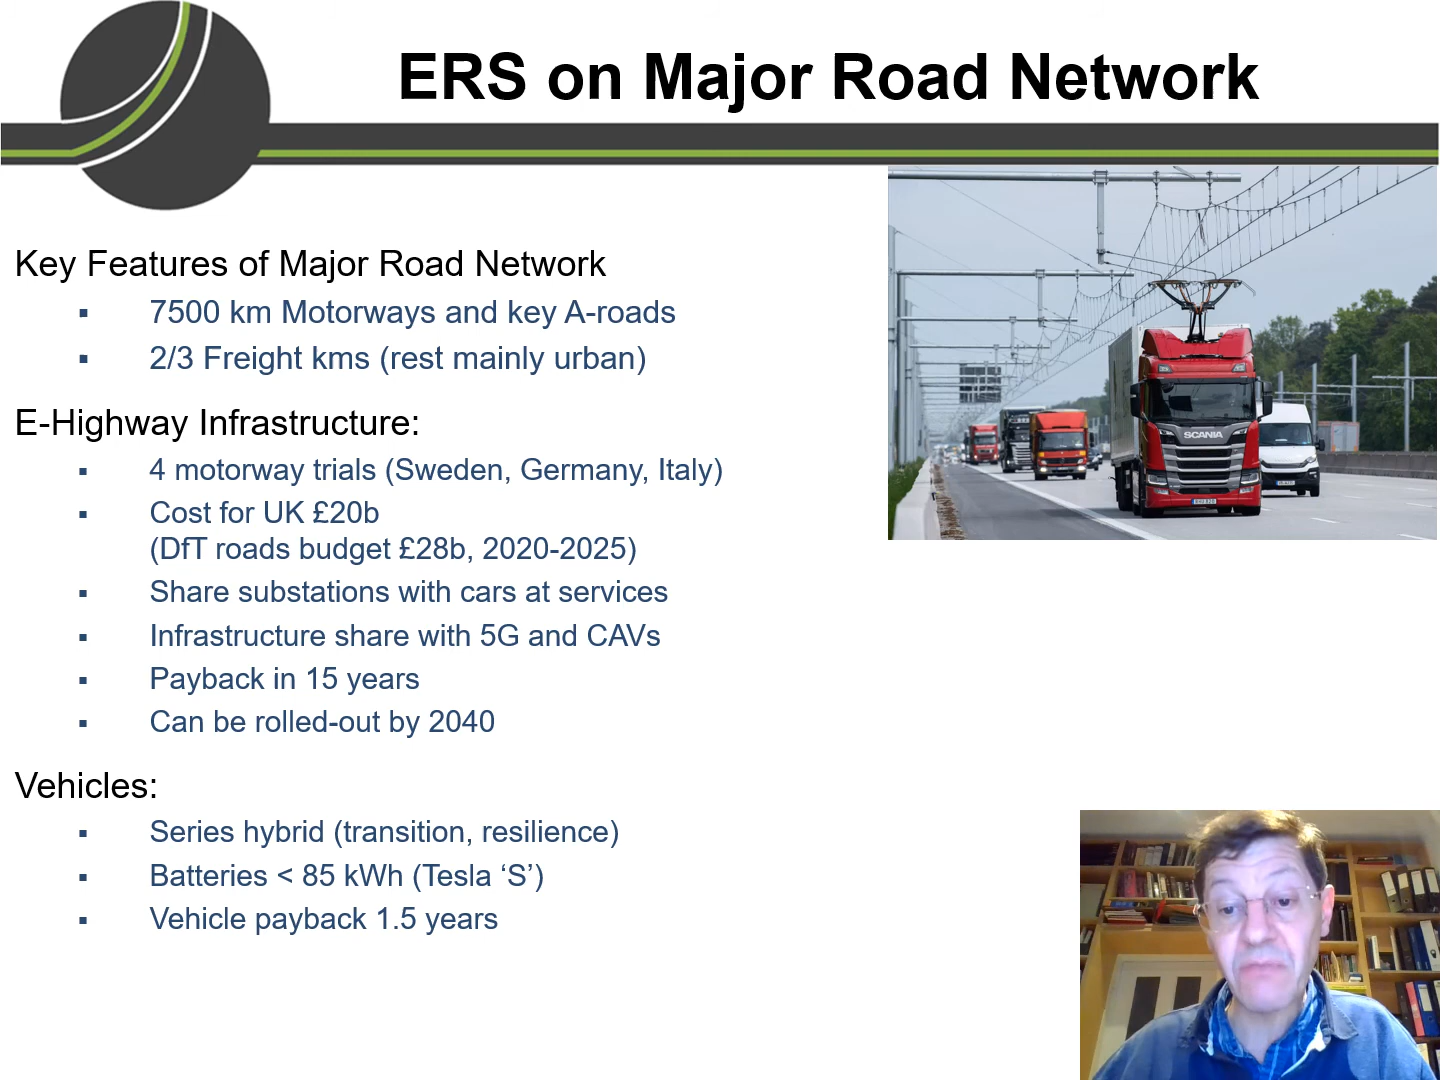 ERS on Major Road Network
Key Features of Major Road Network
▪ 7500 km Motorways and key A-roads
▪ 2/3 Freight kms (rest mainly urban)
E-Highway Infrastructure:
▪ 4 motorway trials (Sweden, Germany, Italy)
▪ Cost for UK £20b
(DfT roads budget £28b, 2020-2025)
▪ Share substations with cars at services
▪ Infrastructure share with 5G and CAVs
▪ Payback in 15 years
▪ Can be rolled-out by 2040
Vehicles:
▪ Series hybrid (transition, resilience)
▪ Batteries < 85 kWh (Tesla ‘S’)
▪ Vehicle payback 1.5 years
SCANIA